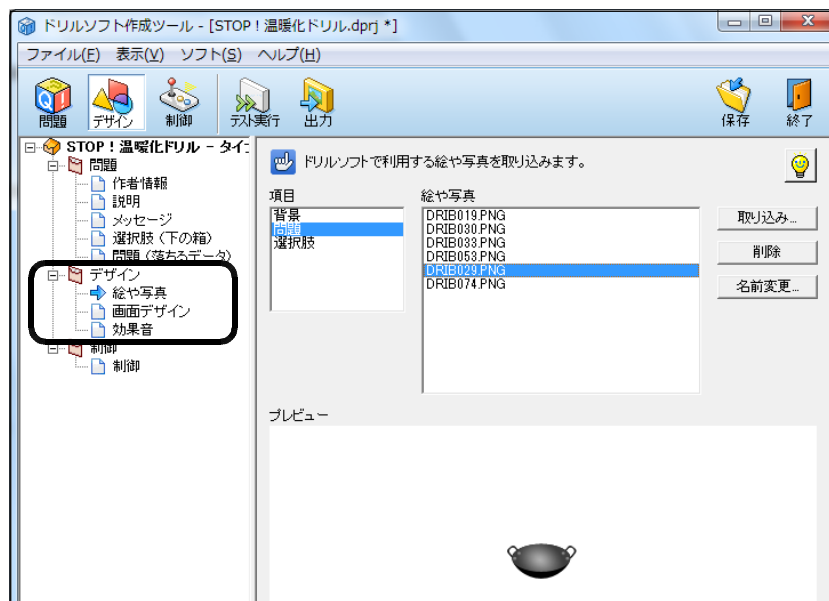 ドリルソフト作成ツール - [STOP！温暖化ドリル.dprj *]
ファイル(F) 表示(V) ソフト(S) ヘルプ(H)
問題 デザイン 制御 テスト実行 出力 保存 終了
STOP！温暖化ドリル - タイプ
問題
作者情報
説明
メッセージ
選択肢（下の箱）
問題（落ちるデータ）
デザイン
絵や写真
画面デザイン
効果音
制御
制御
ドリルソフトで利用する絵や写真を取り込みます。
項目
背景
問題
選択肢
絵や写真
DRIB019.PNG
DRIB030.PNG
DRIB033.PNG
DRIB053.PNG
DRIB029.PNG
DRIB074.PNG
取り込み...
削除
名前変更...
プレビュー